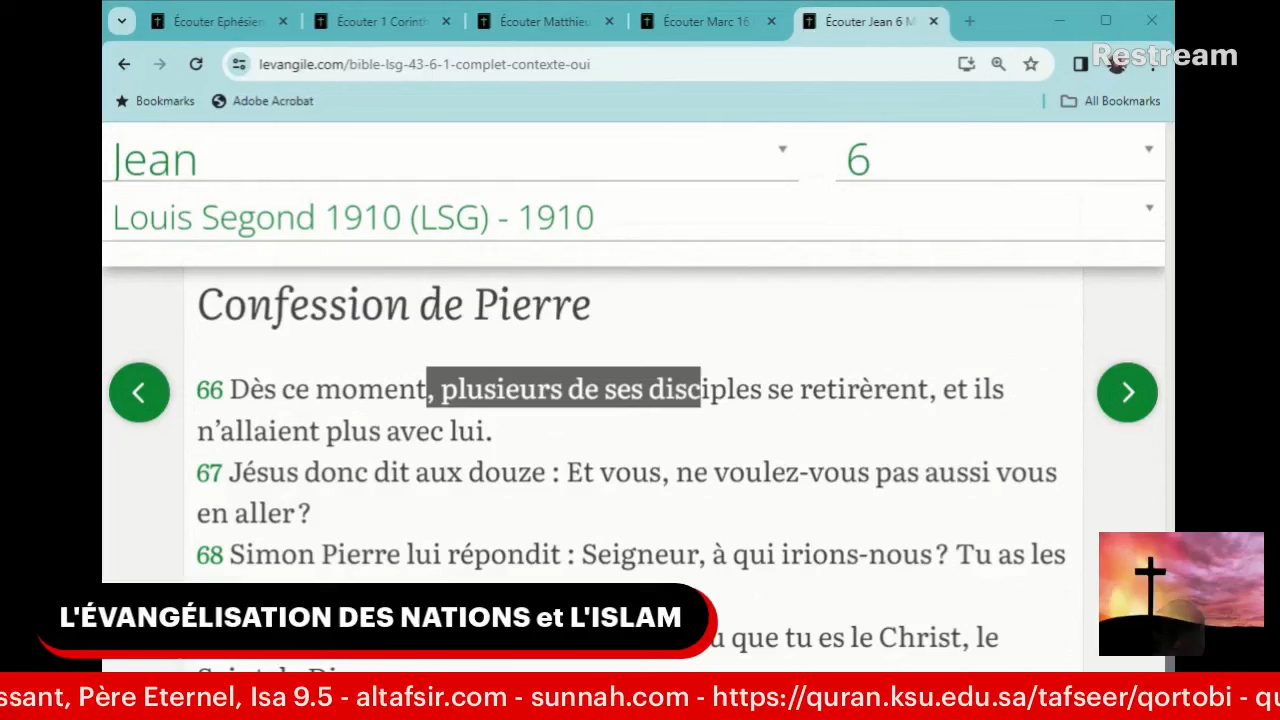 Écouter Ephésien
Écouter 1 Corinth
Écouter Matthieu
Écouter Marc 16
Écouter Jean 6 M
levangile.com/bible-lsg-43-6-1-complet-contexte-oui
Restream
Bookmarks
Adobe Acrobat
All Bookmarks
Jean
6
Louis Segond 1910 (LSG) - 1910
Confession de Pierre
66 Dès ce moment, plusieurs de ses disciples se retirèrent, et ils
n’allaient plus avec lui.
67 Jésus donc dit aux douze : Et vous, ne voulez-vous pas aussi vous
en aller ?
68 Simon Pierre lui répondit : Seigneur, à qui irions-nous ? Tu as les
L'ÉVANGÉLISATION DES NATIONS et L'ISLAM
que tu es le Christ, le
ssant, Père Eternel, Isa 9.5 - altafsir.com - sunnah.com - https://quran.ksu.edu.sa/tafseer/qortobi - qu